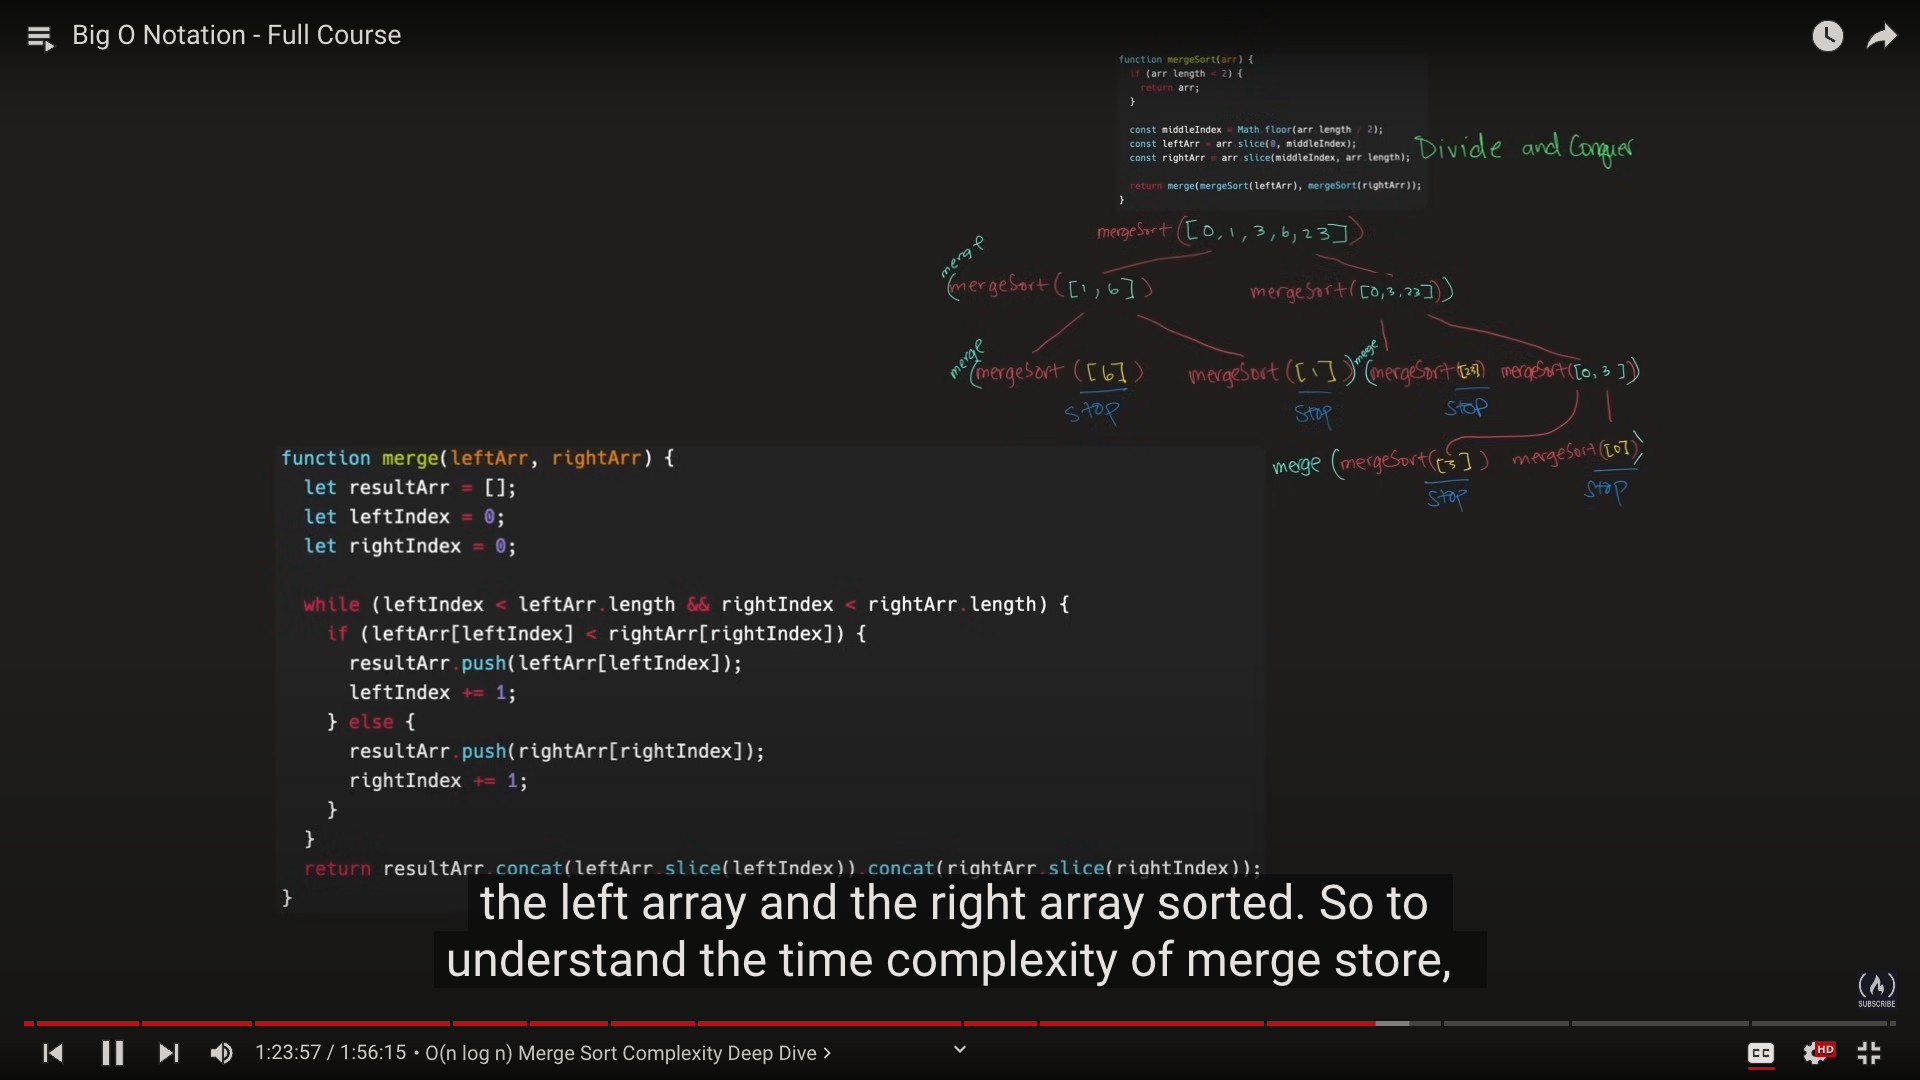 Big O Notation - Full Course
function mergeSort(arr) {
if (arr length < 2) {
return arr;
}
const middleIndex = Math floor(arr length / 2);
const leftArr = arr slice(0, middleIndex);
const rightArr = arr slice(middleIndex, arr length);
return merge(mergeSort(leftArr), mergeSort(rightArr));
}
Divide and Conquer
mergeSort([0,1,3,6,23])
merge
(mergeSort([1,6])
mergeSort([0,3,23]))
merge
(mergeSort([6])
mergeSort([1]))
merge
(mergeSort([23])
mergeSort([0,3]))
stop
stop
stop
merge (mergeSort([3])
mergeSort([0]))
stop
stop
function merge(leftArr, rightArr) {
let resultArr = [];
let leftIndex = 0;
let rightIndex = 0;
while (leftIndex < leftArr.length && rightIndex < rightArr.length) {
if (leftArr[leftIndex] < rightArr[rightIndex]) {
resultArr.push(leftArr[leftIndex]);
leftIndex += 1;
} else {
resultArr.push(rightArr[rightIndex]);
rightIndex += 1;
}
}
return resultArr.concat(leftArr.slice(leftIndex)).concat(rightArr.slice(rightIndex));
}
the left array and the right array sorted. So to
understand the time complexity of merge store,
SUBSCRIBE
1:23:57 / 1:56:15 • O(n log n) Merge Sort Complexity Deep Dive >
CC
HD